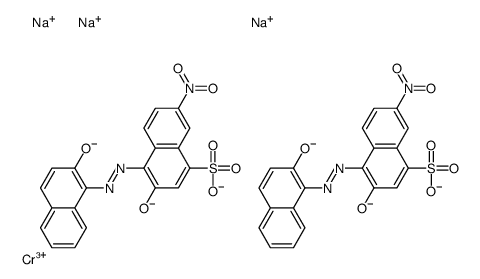 Na⁺ Na⁺ Na⁺
O N⁺ O⁻ O N⁺ O⁻
O⁻ N N S O O O⁻ O⁻ N N S O O O⁻
O⁻ O⁻
Cr³⁺